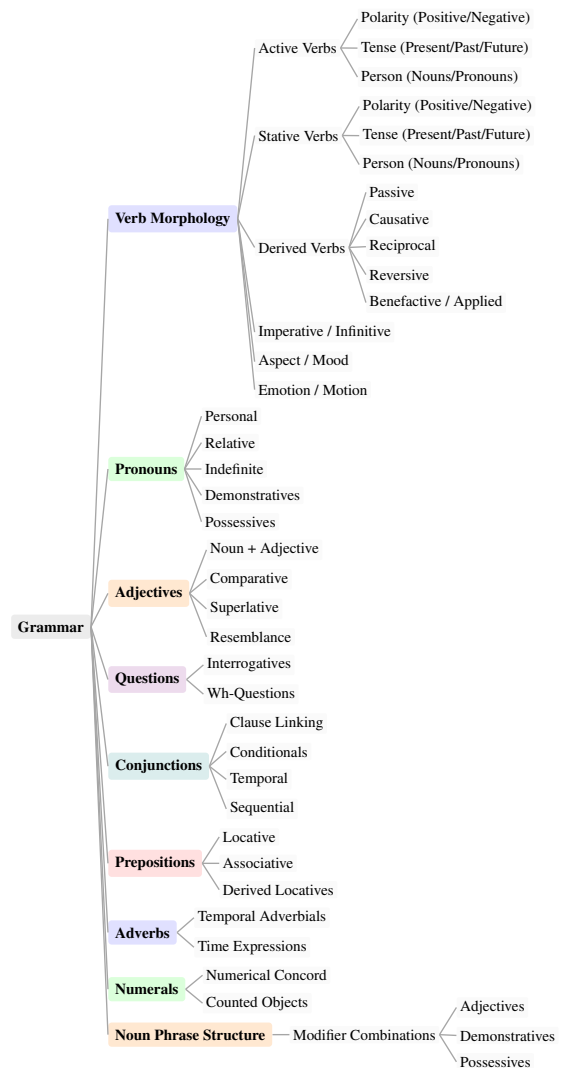 Grammar
Verb Morphology
Active Verbs
Polarity (Positive/Negative)
Tense (Present/Past/Future)
Person (Nouns/Pronouns)
Stative Verbs
Polarity (Positive/Negative)
Tense (Present/Past/Future)
Person (Nouns/Pronouns)
Derived Verbs
Passive
Causative
Reciprocal
Reversive
Benefactive / Applied
Imperative / Infinitive
Aspect / Mood
Emotion / Motion
Pronouns
Personal
Relative
Indefinite
Demonstratives
Possessives
Adjectives
Noun + Adjective
Comparative
Superlative
Resemblance
Questions
Interrogatives
Wh-Questions
Conjunctions
Clause Linking
Conditionals
Temporal
Sequential
Prepositions
Locative
Associative
Derived Locatives
Adverbs
Temporal Adverbials
Time Expressions
Numerals
Numerical Concord
Counted Objects
Noun Phrase Structure
Modifier Combinations
Adjectives
Demonstratives
Possessives